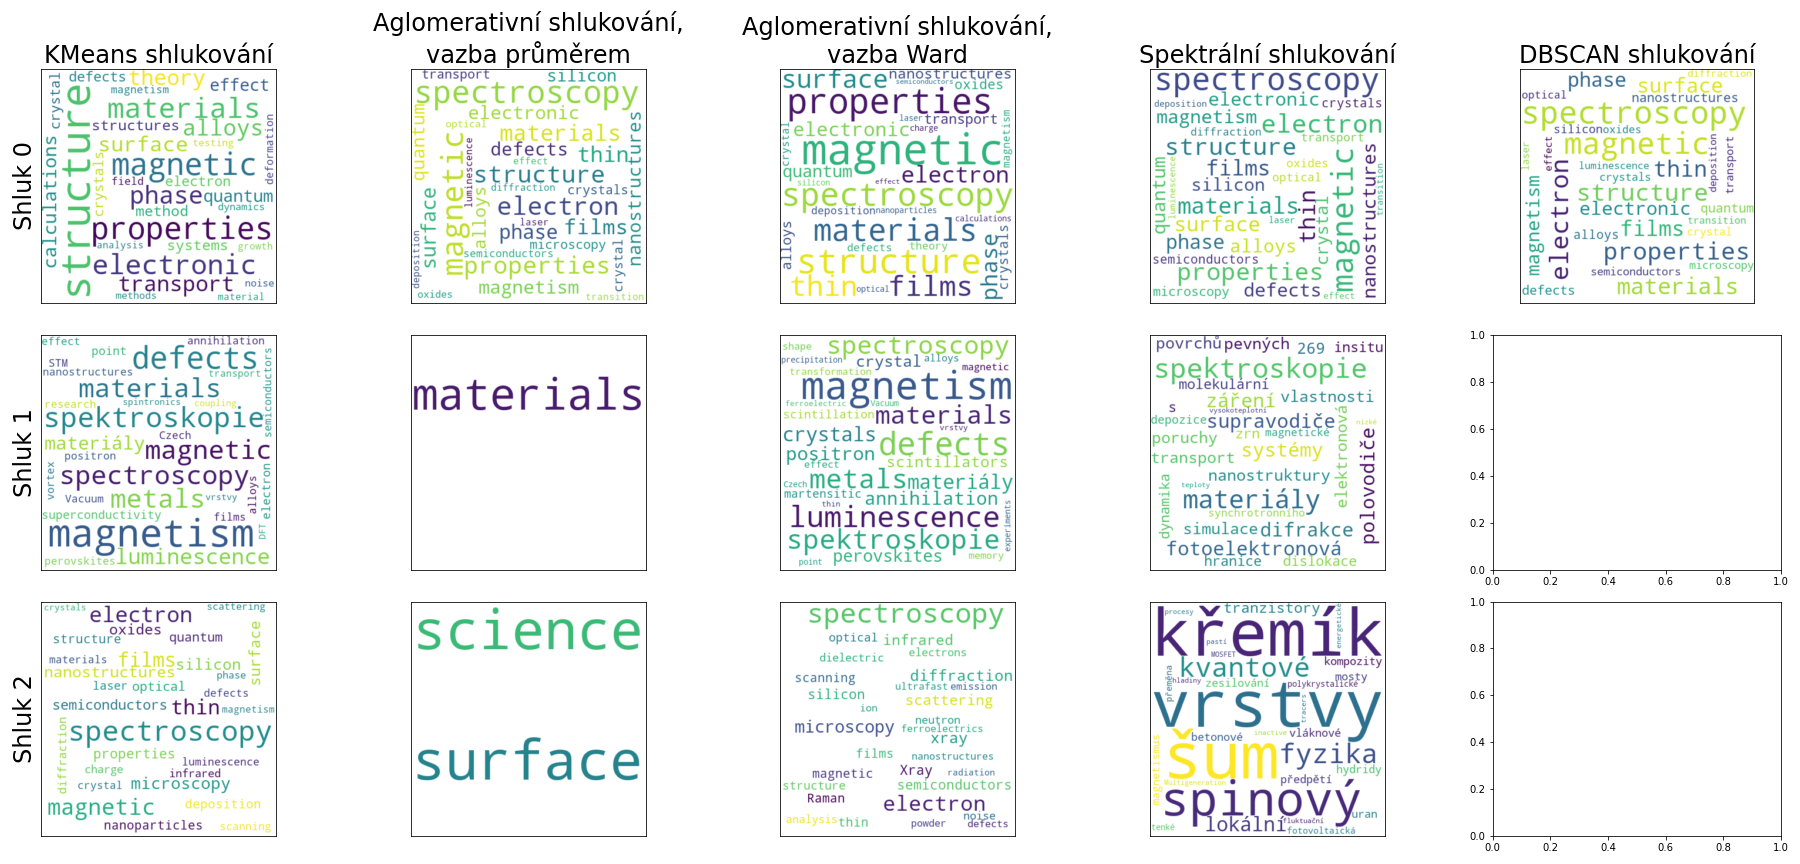 KMeans shlukování
Aglomerativní shlukování,
vazba průměrem
Aglomerativní shlukování,
vazba Ward
Spektrální shlukování
DBSCAN shlukování
Shluk 0
defects theory
magnetism effect
crystal materials
structures alloys
surface testing
structure magnetic
deformation
field electron
crystals phase quantum
method dynamics
calculations properties
analysis systems growth
electronic
transport noise
methods material
transport silicon
spectroscopy
electronic
optical materials
quantum defects thin
effect
luminescence structure
diffraction crystals
magnetic alloys electron
nanostructures
laser phase films
surface microscopy
semiconductors crystal
properties
deposition magnetism
oxides transition
surface nanostructures
semiconductors oxides
properties
laser transport
electronic charge
crystal magnetic magnetism
quantum electron
silicon effect
spectroscopy
deposition nanoparticles
calculations
materials
alloys defects theory
structure phase crystals
thin optical films
spectroscopy
deposition electronic crystals
magnetism electron
diffraction transport
structure
films oxides
quantum luminescence silicon optical
materials laser thin
surface crystal magnetic nanostructures transition
phase alloys
semiconductors
properties
microscopy defects effect
phase diffraction
surface
optical nanostructures
spectroscopy
silicon oxides
magnetic
laser effect luminescence thin deposition transport
crystals
structure
magnetism electron electronic quantum
films transition
alloys crystal
properties
semiconductors microscopy
defects materials
Shluk 1
effect annihilation
point defects
STM
nanostructures transport semiconductors
materials
research spintronics coupling
spektroskopie
materiály Czech
positron magnetic
vortex spectroscopy
Vacuum metals vrstvy alloys electron
superconductivity films
magnetism DFT
perovskites luminescence
materials
shape spectroscopy
precipitation crystal alloys
transformation magnetic
magnetism
ferroelectric Vacuum
scintillation materials
crystals vrstvy
positron defects
effect scintillators
Czech metals materiály
martensitic annihilation
thin
luminescence experiments
spektroskopie
perovskites memory
point
povrchů pevných 269 insitu
spektroskopie
molekulární
záření vlastnosti
s vysokoteplotní
depozice supravodiče elektronová nízké
poruchy zrn magnetické
transport systémy
nanostruktury
teploty polovodiče
dynamika materiály
synchrotronního
simulace difrakce
fotoelektronová
hranice dislokace
0.0 0.2 0.4 0.6 0.8 1.0
0.0 0.2 0.4 0.6 0.8 1.0
Shluk 2
crystals electron scattering
oxides
structure quantum
materials films silicon surface
nanostructures phase
laser optical defects
semiconductors thin magnetism
spectroscopy
diffraction properties
luminescence
charge infrared
crystal microscopy
magnetic deposition
nanoparticles scanning
science
surface
spectroscopy
optical infrared
dielectric electrons
scanning diffraction
ultrafast emission
silicon scattering
ion
microscopy neutron
ferroelectrics
xray
films nanostructures
magnetic Xray radiation
structure semiconductors
Raman electron
analysis thin noise
powder defects
procesy tranzistory energetické
křemík
pastí
MOSFET kompozity
kvantové mosty
přeměna hladiny zesilování polykrystalické
vrstvy
tracers
betonové inactive vláknové
šum fyzika
magnetismus hydridy
Multigeneration předpětí
spinový
uran
tenké lokální fluktuační
fotovoltaická
0.0 0.2 0.4 0.6 0.8 1.0
0.0 0.2 0.4 0.6 0.8 1.0